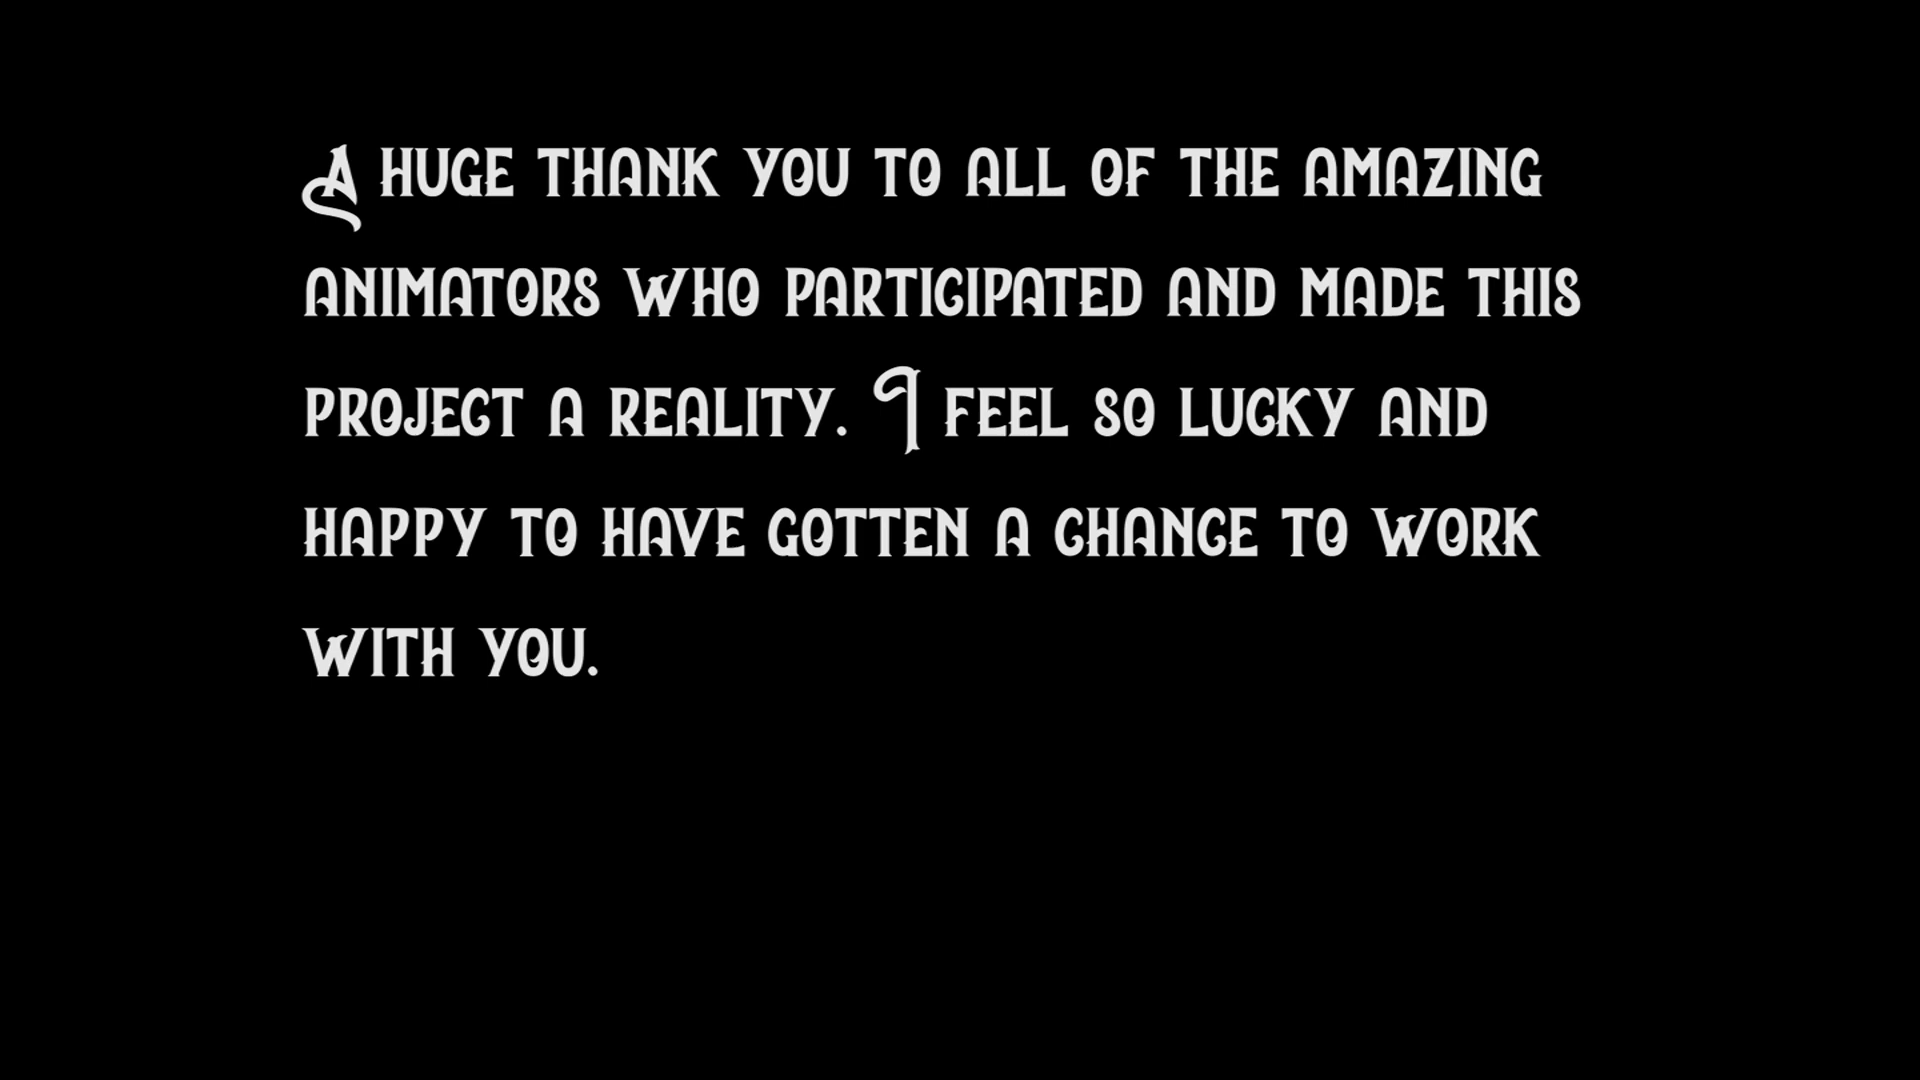 A huge thank you to all of the amazing
animators who participated and made this
project a reality. I feel so lucky and
happy to have gotten a chance to work
with you.